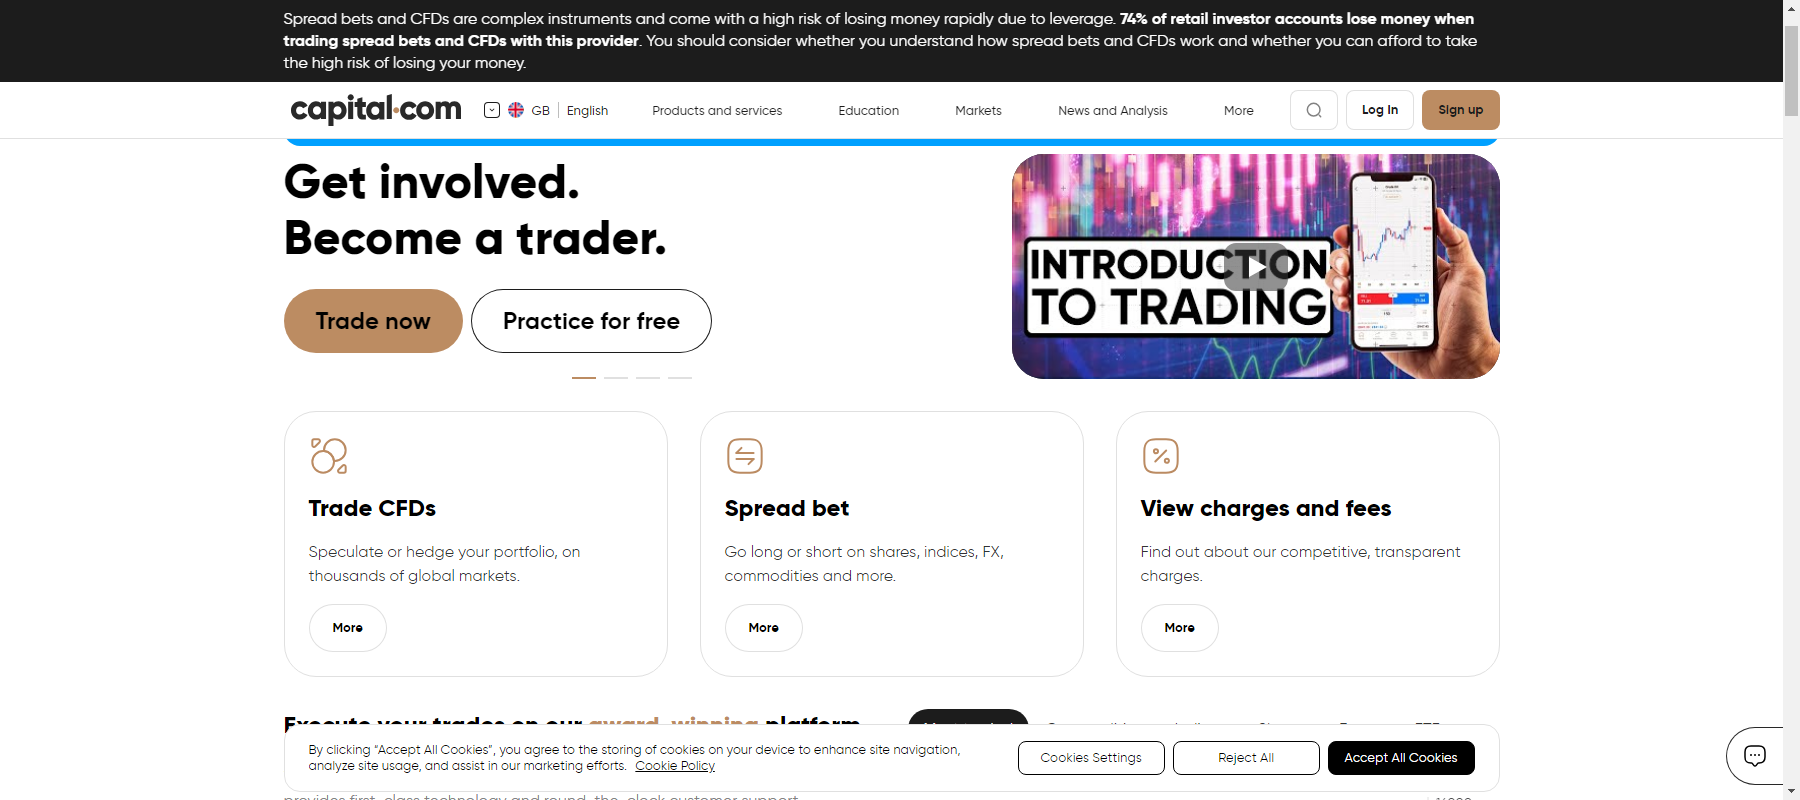 Spread bets and CFDs are complex instruments and come with a high risk of losing money rapidly due to leverage. 74% of retail investor accounts lose money when
trading spread bets and CFDs with this provider. You should consider whether you understand how spread bets and CFDs work and whether you can afford to take
the high risk of losing your money.
capital.com GB English Products and services Education Markets News and Analysis More Log In Sign up
Get involved.
Become a trader.
Trade now Practice for free
INTRODUCTION
TO TRADING
Trade CFDs
Speculate or hedge your portfolio, on
thousands of global markets.
More
Spread bet
Go long or short on shares, indices, FX,
commodities and more.
More
View charges and fees
Find out about our competitive, transparent
charges.
More
Execute your trades on our award-winning platform
By clicking “Accept All Cookies”, you agree to the storing of cookies on your device to enhance site navigation,
analyze site usage, and assist in our marketing efforts. Cookie Policy
Cookies Settings Reject All Accept All Cookies
provides first-class technology and round-the-clock customer support